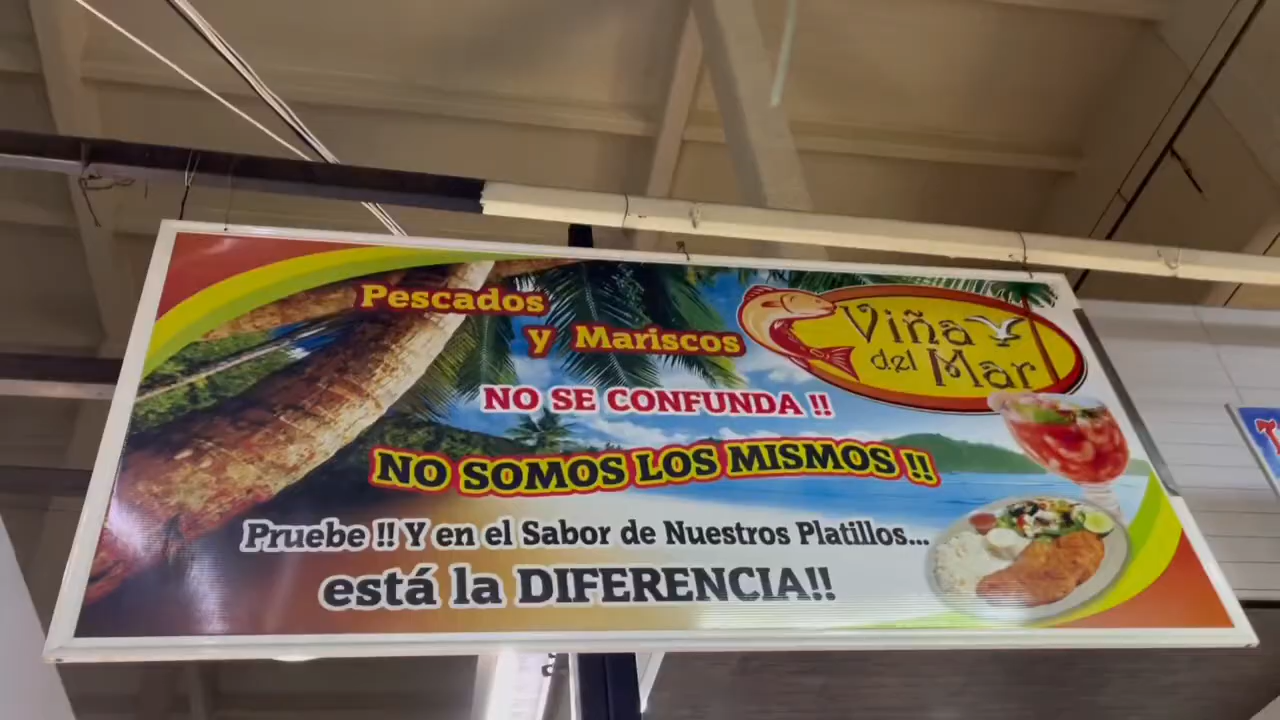 Pescados
y Mariscos
Viña
del Mar
NO SE CONFUNDA !!
NO SOMOS LOS MISMOS !!
Pruebe !! Y en el Sabor de Nuestros Platillos...
está la DIFERENCIA!!